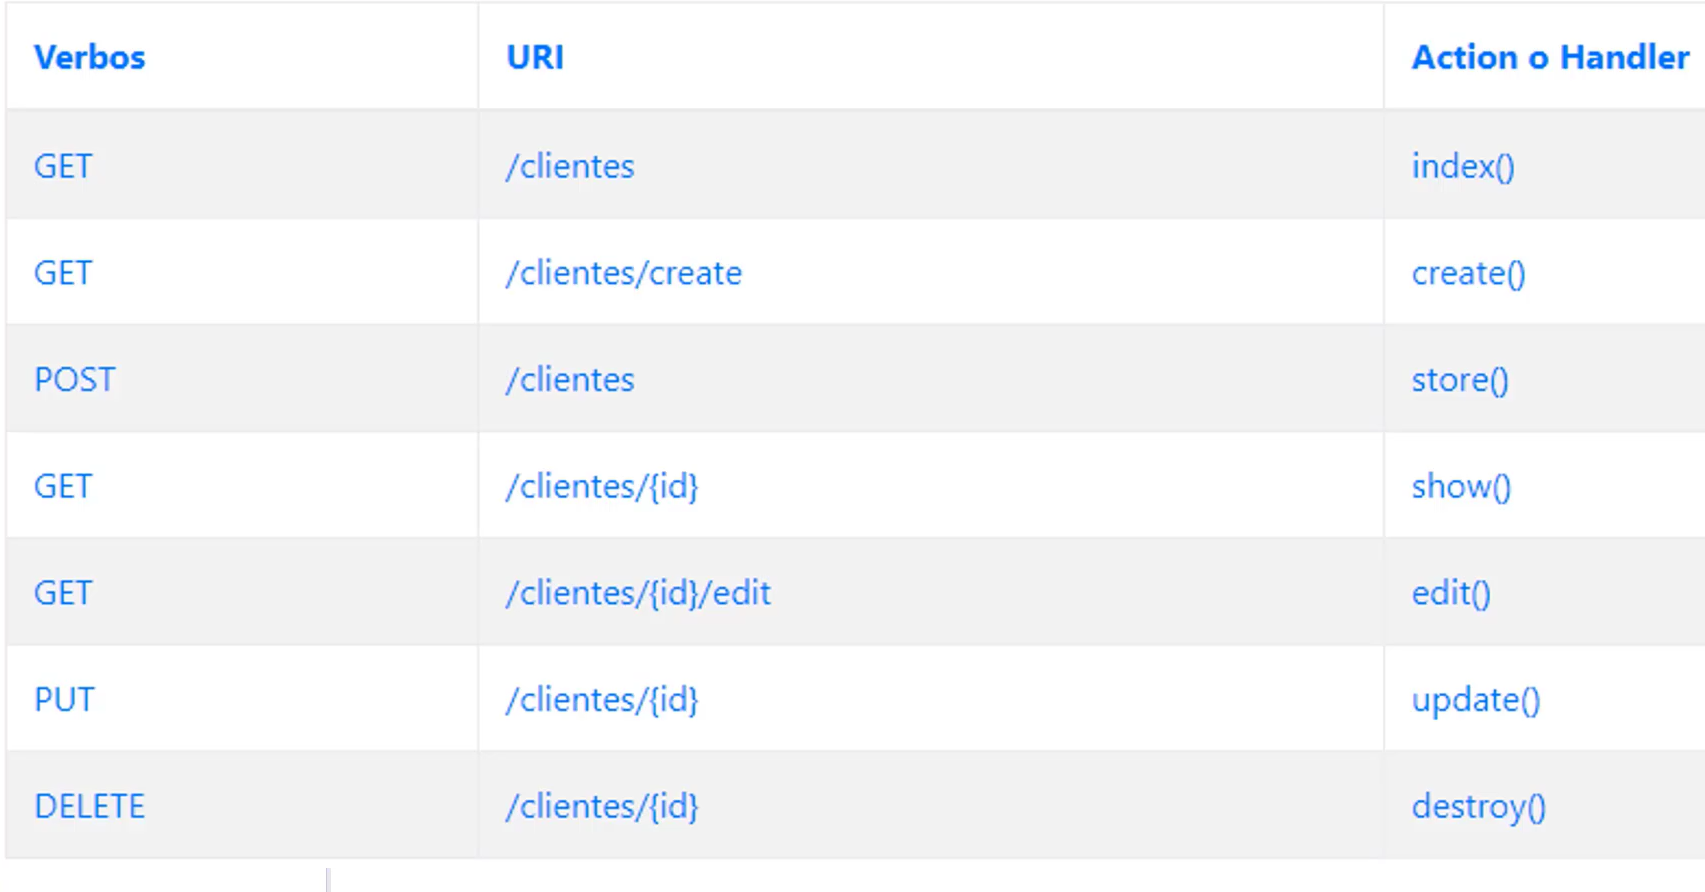 Verbos URI Action o Handler
GET /clientes index()
GET /clientes/create create()
POST /clientes store()
GET /clientes/{id} show()
GET /clientes/{id}/edit edit()
PUT /clientes/{id} update()
DELETE /clientes/{id} destroy()